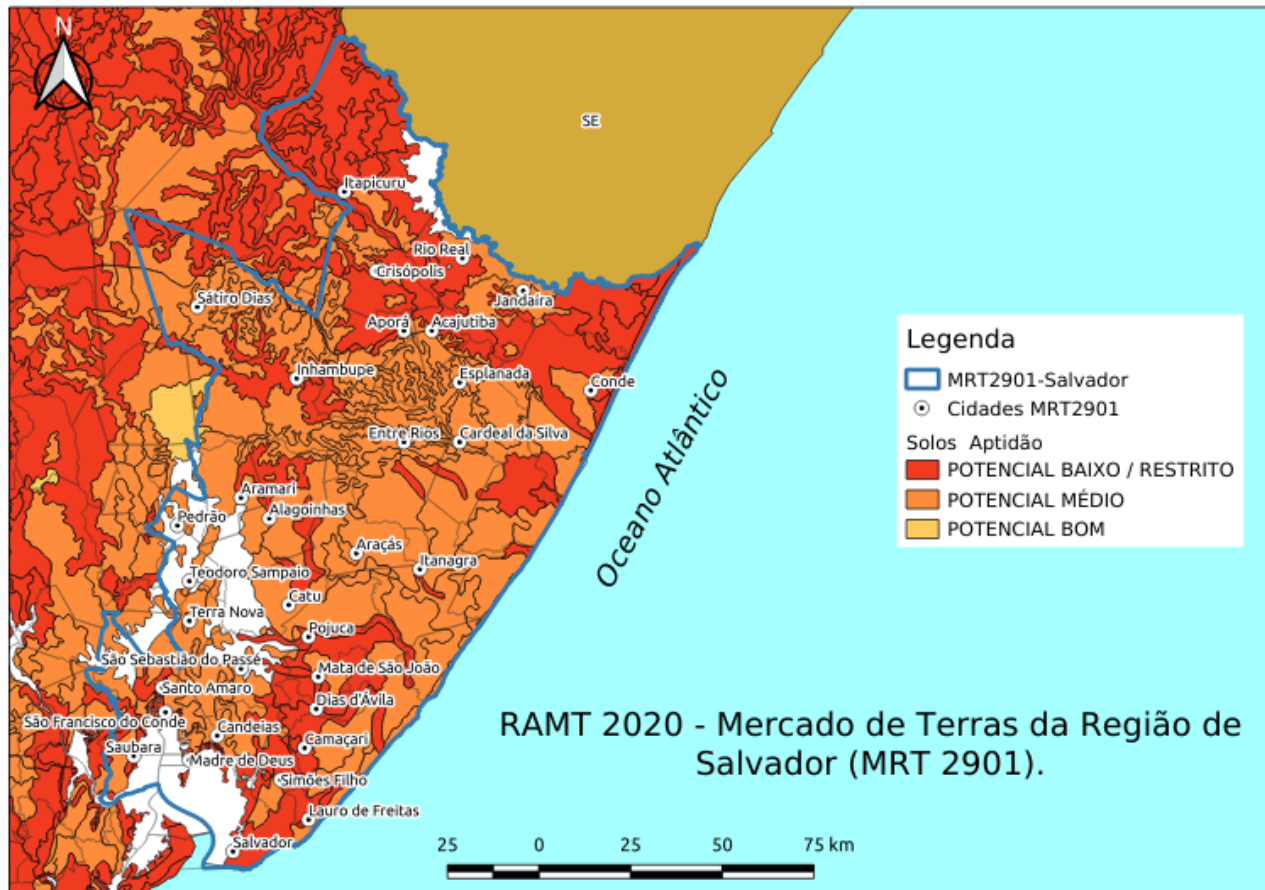 N
SE
Itapicuru
Rio Real
Crisópolis
Sátiro Dias
Jandaíra
Aporá
Acajutiba
Inhambupe
Esplanada
Conde
Entre Rios
Cardeal da Silva
Aramari
Alagoinhas
Pedrão
Araçás
Itanagra
Teodoro Sampaio
Catu
Terra Nova
Pojuca
São Sebastião do Passé
Mata de São João
Santo Amaro
Dias d'Ávila
São Francisco do Conde
Candeias
Camaçari
Saubara
Madre de Deus
Simões Filho
Lauro de Freitas
Salvador
Oceano Atlântico
Legenda
MRT2901-Salvador
Cidades MRT2901
Solos Aptidão
POTENCIAL BAIXO / RESTRITO
POTENCIAL MÉDIO
POTENCIAL BOM
RAMT 2020 - Mercado de Terras da Região de
Salvador (MRT 2901).
25 0 25 50 75 km